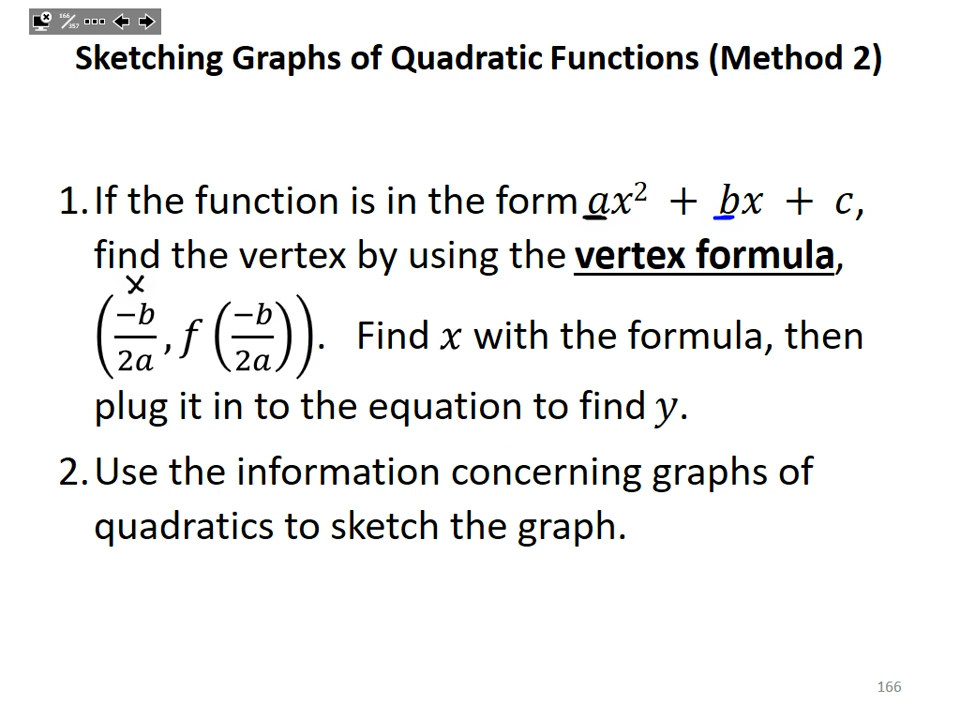 166/357
Sketching Graphs of Quadratic Functions (Method 2)
1. If the function is in the form ax² + bx + c,
find the vertex by using the vertex formula,
x
(-b/2a, f(-b/2a)). Find x with the formula, then
plug it in to the equation to find y.
2. Use the information concerning graphs of
quadratics to sketch the graph.
166